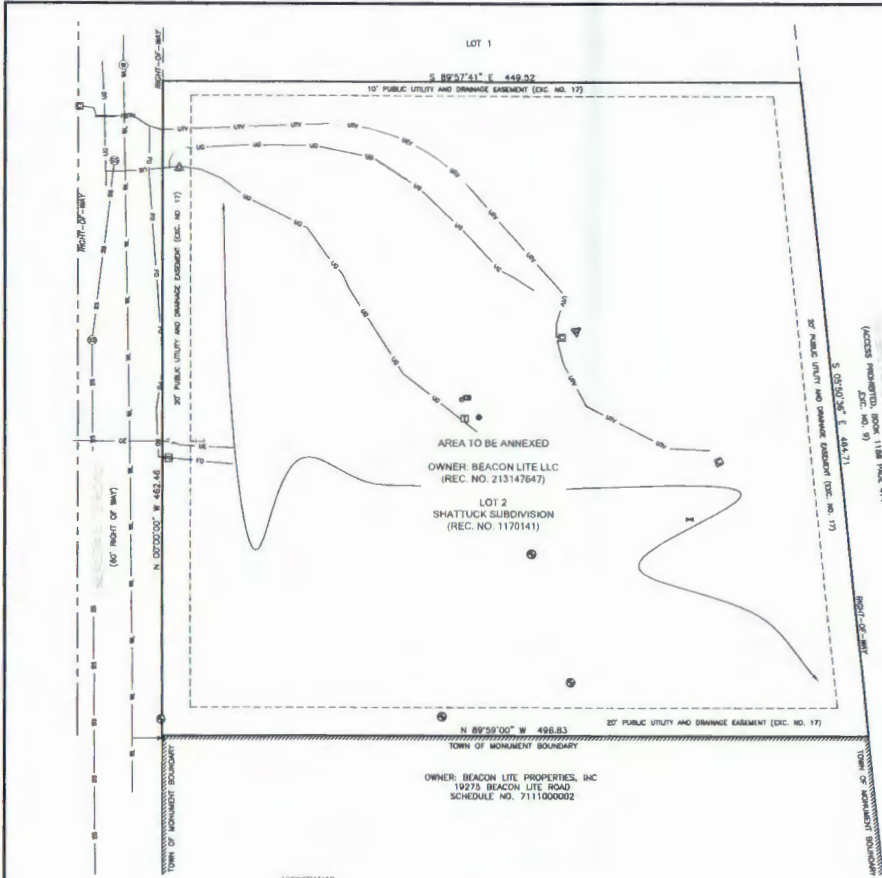 LOT 1
S 89°57'41" E 449.52
10' PUBLIC UTILITY AND DRAINAGE EASEMENT (EXC. NO. 17)
RIGHT-OF-WAY
RIGHT-OF-WAY
20' PUBLIC UTILITY AND DRAINAGE EASEMENT (EXC. NO. 17)
N 00°00'00" W 462.46
(60' RIGHT OF WAY)
AREA TO BE ANNEXED
OWNER: BEACON LITE LLC
(REC. NO. 213147647)
LOT 2
SHATTUCK SUBDIVISION
(REC. NO. 1170141)
20' PUBLIC UTILITY AND DRAINAGE EASEMENT (EXC. NO. 17)
S 05°50'36" E 464.71
(ACCESS PROHIBITED, BOOK 1188 PAGE
EXC. NO. 9)
RIGHT-OF-WAY
20' PUBLIC UTILITY AND DRAINAGE EASEMENT (EXC. NO. 17)
N 89°59'00" W 496.83
TOWN OF MONUMENT BOUNDARY
TOWN OF MONUMENT BOUNDARY
TOWN OF MONUMENT BOUNDARY
OWNER: BEACON LITE PROPERTIES, INC
19275 BEACON LITE ROAD
SCHEDULE NO. 7111000002